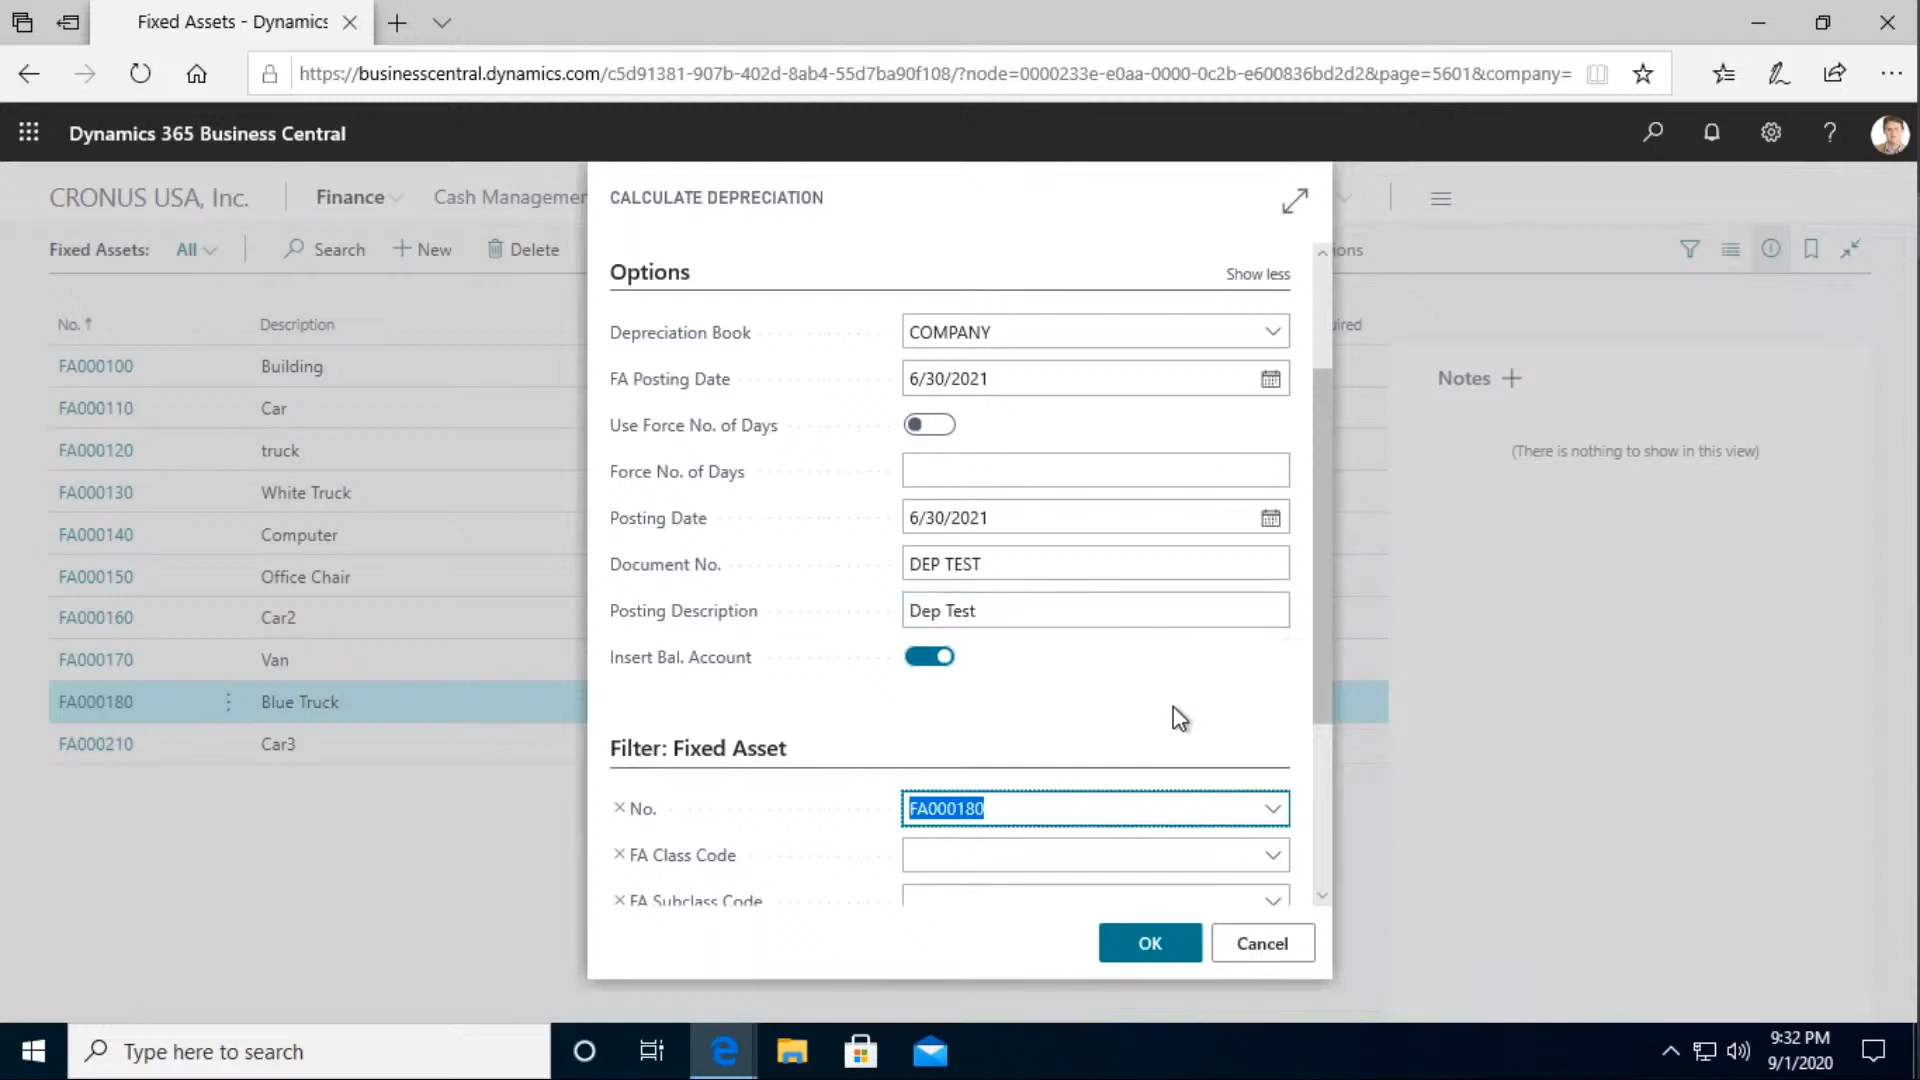 Fixed Assets - Dynamics
https://businesscentral.dynamics.com/c5d91381-907b-402d-8ab4-55d7ba90f108/?node=0000233e-e0aa-0000-0c2b-e600836bd2d2&page=5601&company=
Dynamics 365 Business Central
CRONUS USA, Inc.
Finance
Cash Managemen
Fixed Assets:
All
Search
New
Delete
No. ↑
Description
FA000100
Building
FA000110
Car
FA000120
truck
FA000130
White Truck
FA000140
Computer
FA000150
Office Chair
FA000160
Car2
FA000170
Van
FA000180
Blue Truck
FA000210
Car3
CALCULATE DEPRECIATION
Options
Show less
Depreciation Book
COMPANY
FA Posting Date
6/30/2021
Use Force No. of Days
Force No. of Days
Posting Date
6/30/2021
Document No.
DEP TEST
Posting Description
Dep Test
Insert Bal. Account
Filter: Fixed Asset
No.
FA000180
FA Class Code
FA Subclass Code
OK
Cancel
ions
uired
Notes
(There is nothing to show in this view)
Type here to search
9:32 PM
9/1/2020